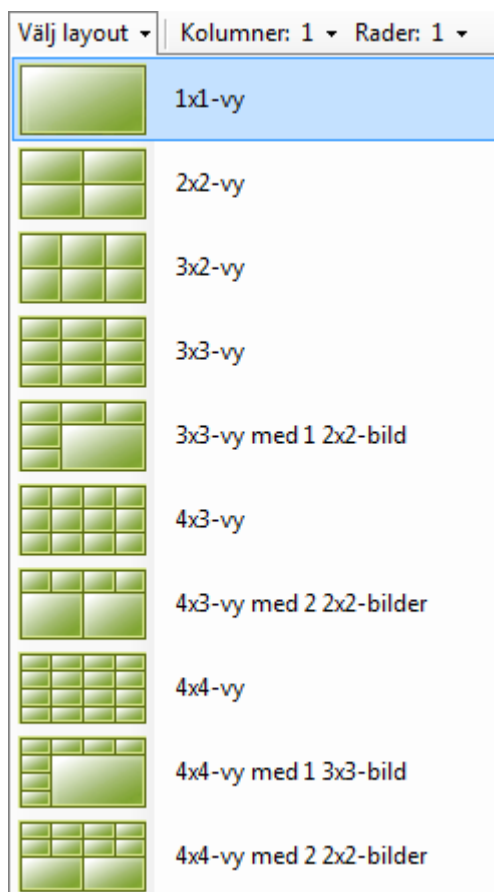 Välj layout Kolumner: 1 Rader: 1
1x1-vy
2x2-vy
3x2-vy
3x3-vy
3x3-vy med 1 2x2-bild
4x3-vy
4x3-vy med 2 2x2-bilder
4x4-vy
4x4-vy med 1 3x3-bild
4x4-vy med 2 2x2-bilder